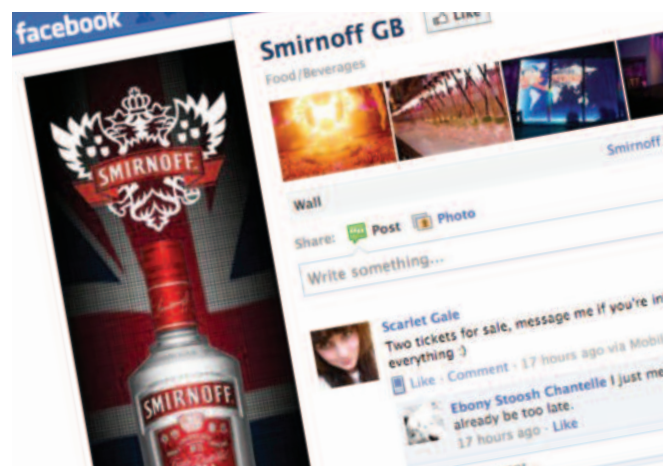 facebook
Smirnoff GB
Like
Food/Beverages
SMIRNOFF
Smirnoff
Wall
Share: Post Photo
Write something...
Scarlet Gale
Two tickets for sale, message me if you're in
everything :)
Like · Comment · 17 hours ago via Mobil
Ebony Stoosh Chantelle I just me
already be too late.
17 hours ago · Like
SMIRNOFF